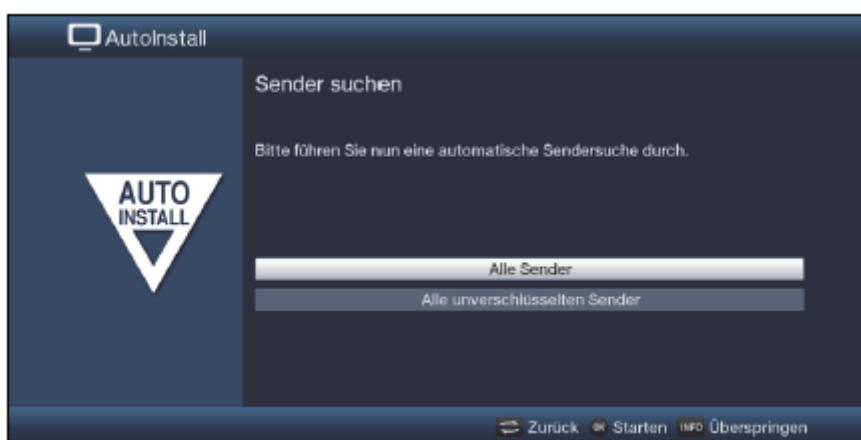 AutoInstall
Sender suchen
Bitte führen Sie nun eine automatische Sendersuche durch.
AUTO
INSTALL
Alle Sender
Alle unverschlüsselten Sender
Zurück OK Starten INFO Überspringen